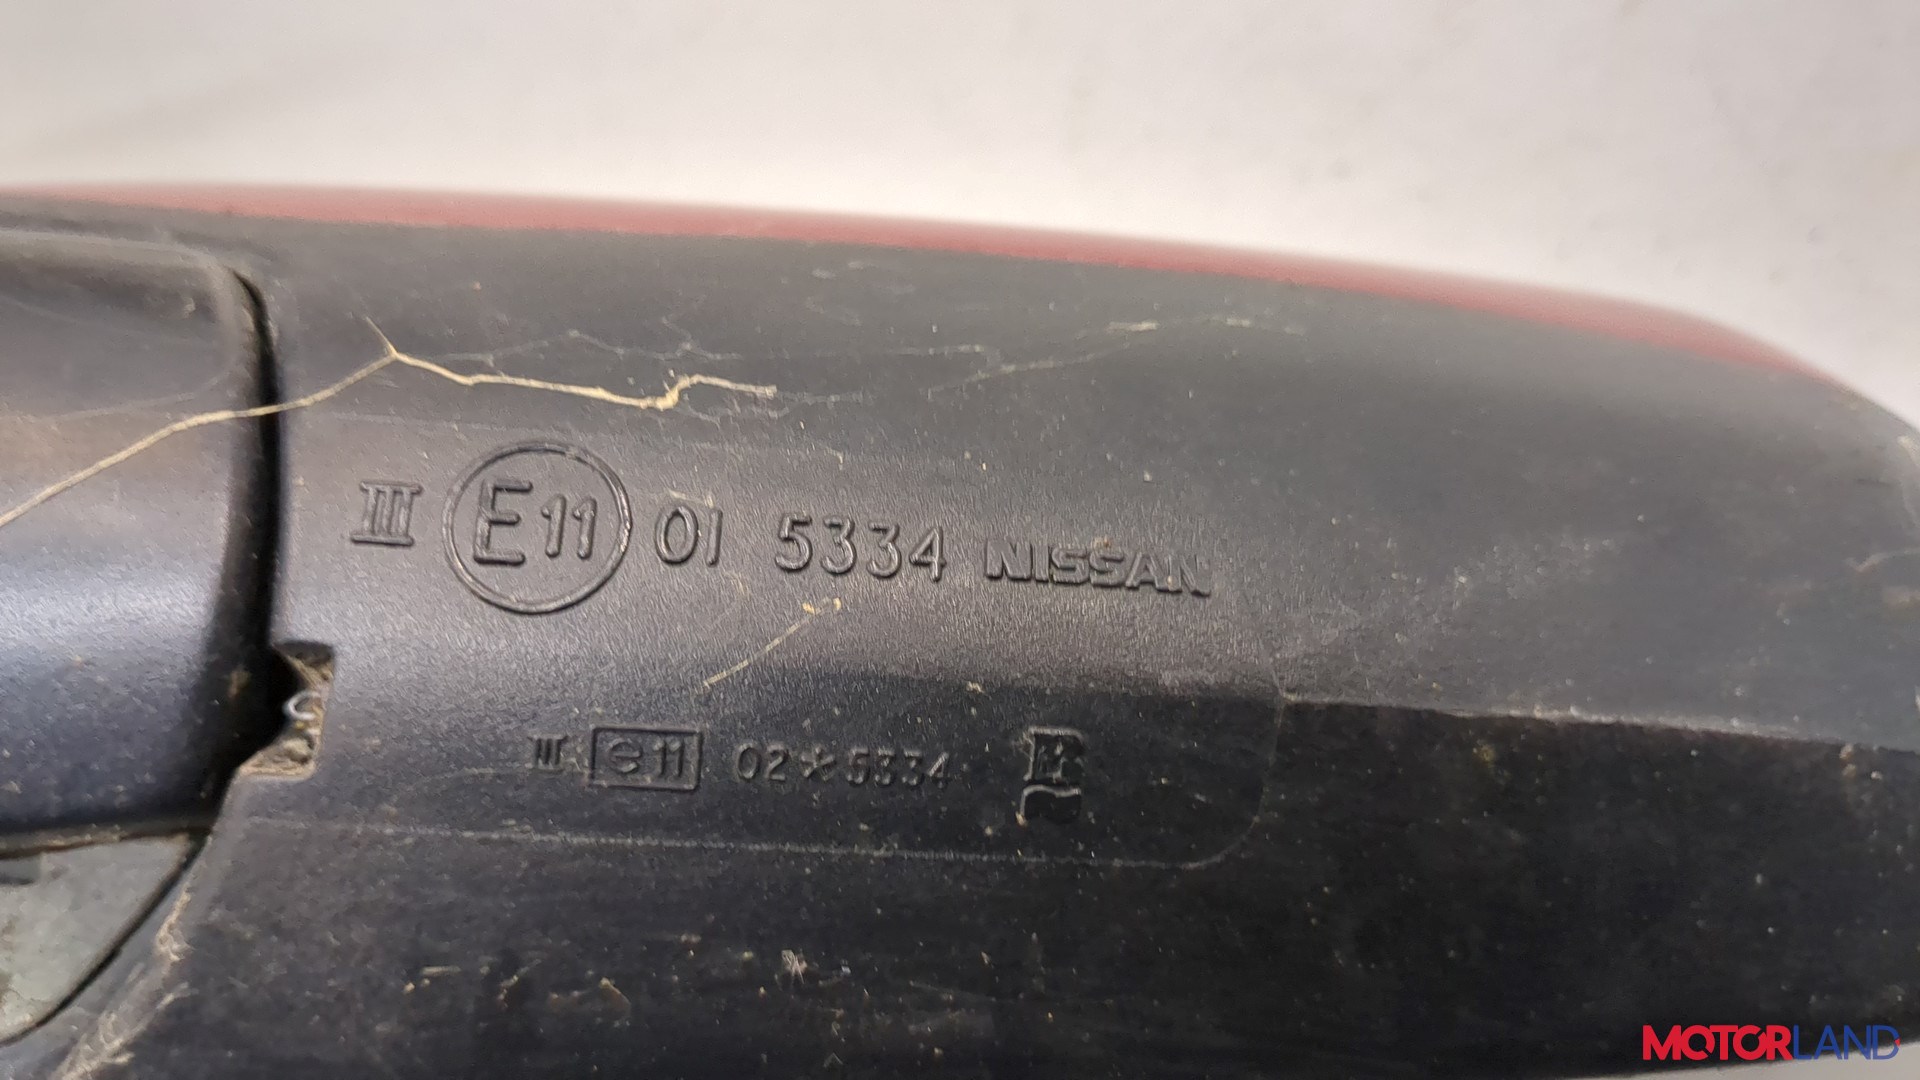 III E11 01 5334 NISSAN
III e11 02*5334
MOTORLAND